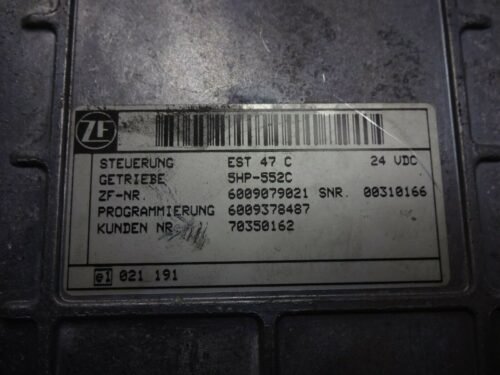 ZF
STEUERUNG EST 47 C 24 VDC
GETRIEBE 5HP-552C
ZF-NR. 6009079021 SNR. 00310166
PROGRAMMIERUNG 6009378487
KUNDEN NR. 70350162
e1 021 191